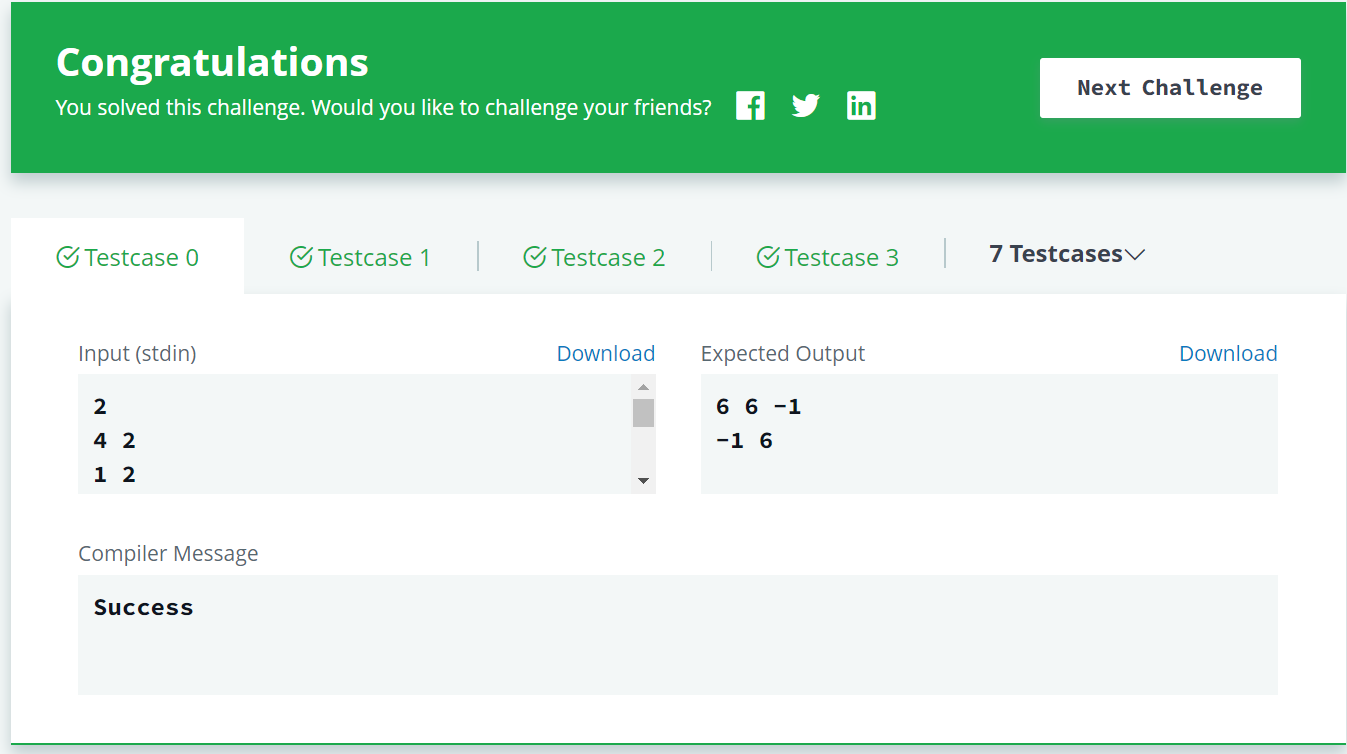 Congratulations
You solved this challenge. Would you like to challenge your friends?
Next Challenge
Testcase 0
Testcase 1
Testcase 2
Testcase 3
7 Testcases
Input (stdin)
Download
2
4 2
1 2
Expected Output
Download
6 6 -1
-1 6
Compiler Message
Success